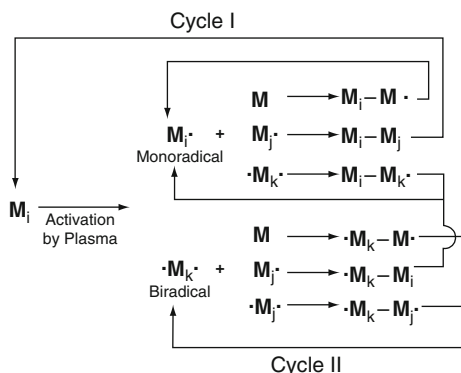 Cycle I
M → Mᵢ– M ·
Mᵢ· + Mⱼ· → Mᵢ– Mⱼ
Monoradical
·Mₖ· → Mᵢ– Mₖ·
Mᵢ
Activation
by Plasma
M → ·Mₖ– M·
·Mₖ· + Mⱼ· → ·Mₖ– Mᵢ
Biradical
·Mⱼ· → ·Mₖ– Mⱼ·
Cycle II